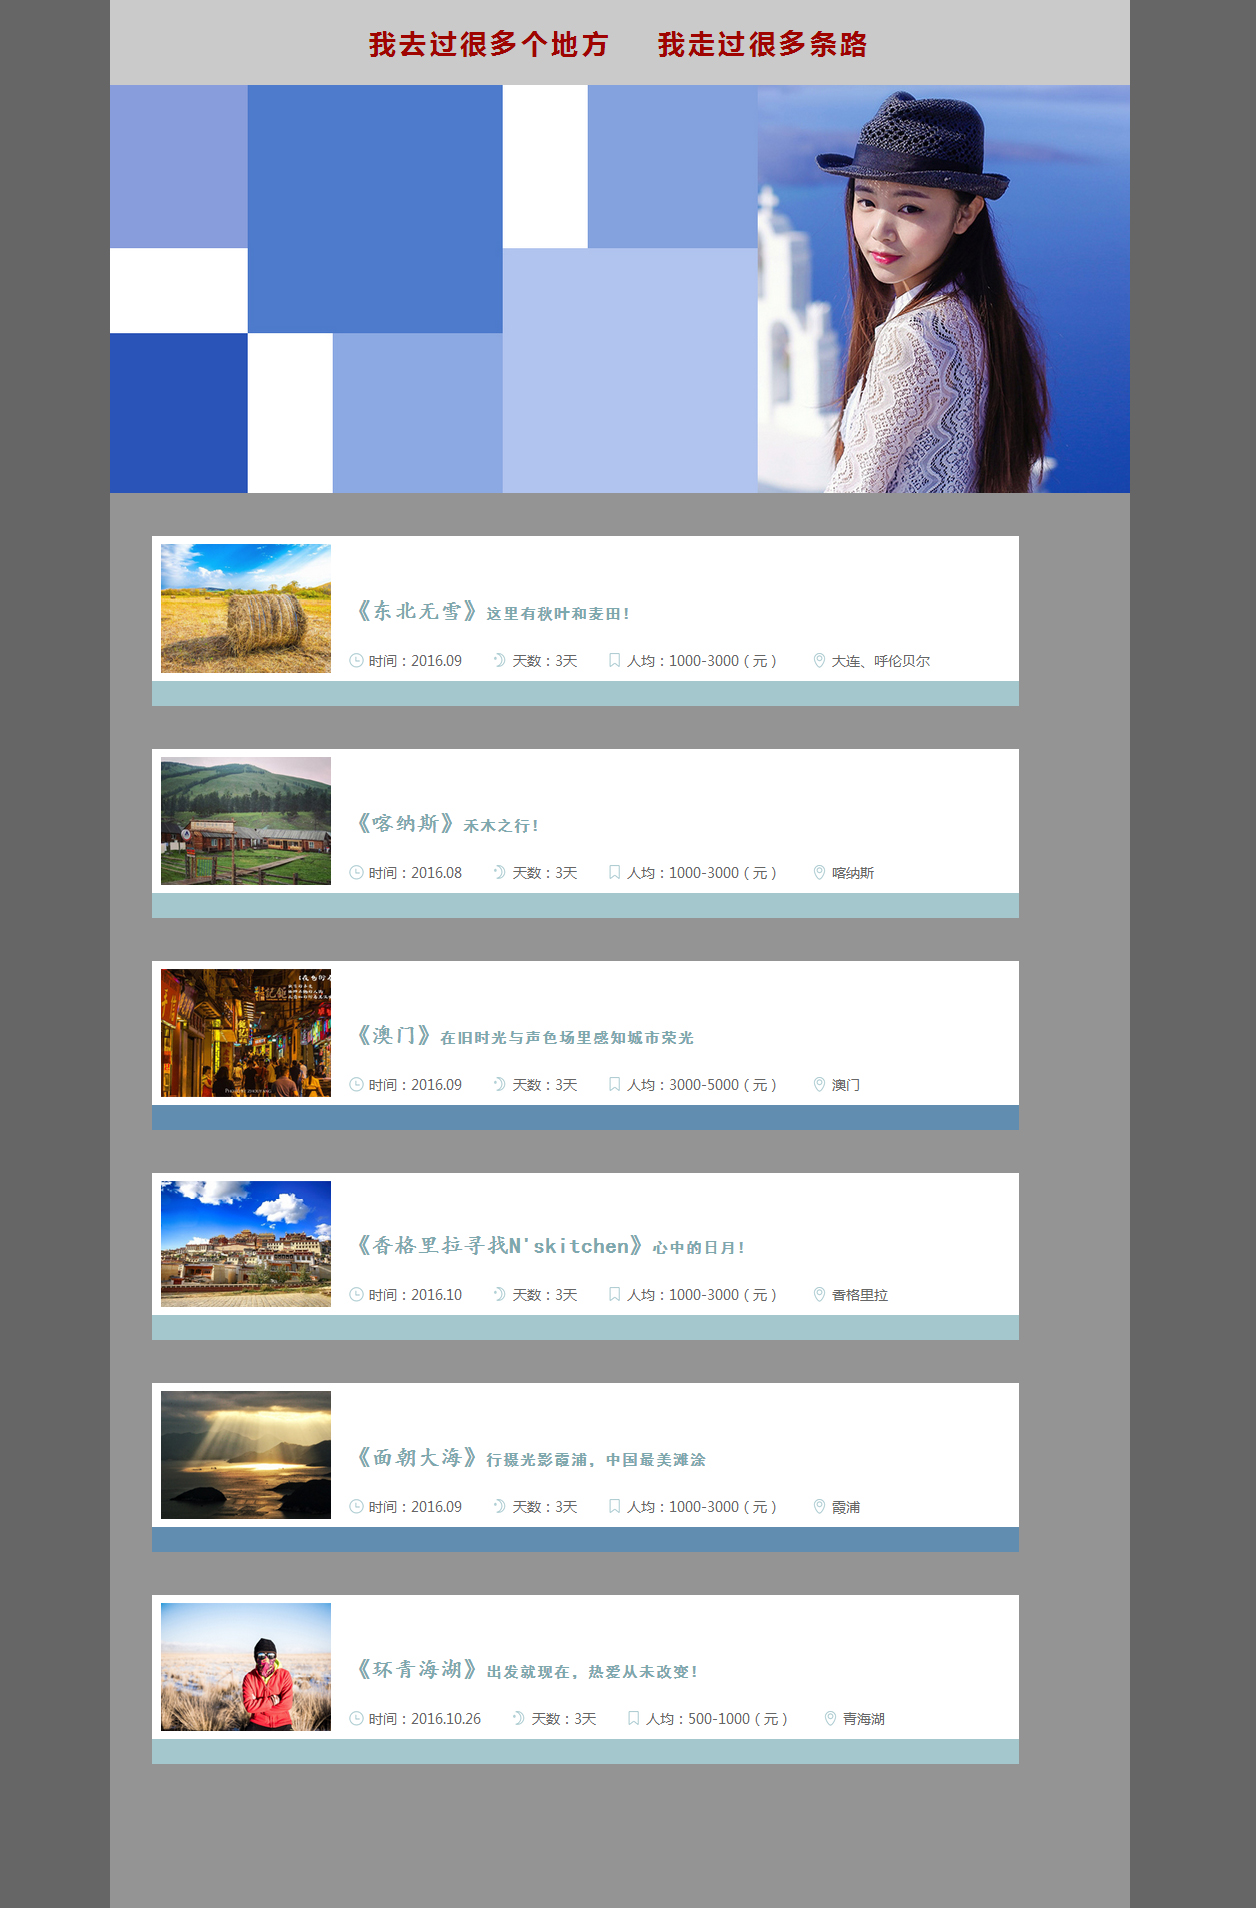 我去过很多个地方 我走过很多条路
《东北无雪》这里有秋叶和麦田！
时间：2016.09 天数：3天 人均：1000-3000（元） 大连、呼伦贝尔
《喀纳斯》禾木之行！
时间：2016.08 天数：3天 人均：1000-3000（元） 喀纳斯
《澳门》在旧时光与声色场里感知城市荣光
时间：2016.09 天数：3天 人均：3000-5000（元） 澳门
《香格里拉寻找N'skitchen》心中的日月！
时间：2016.10 天数：3天 人均：1000-3000（元） 香格里拉
《面朝大海》行摄光影霞浦，中国最美滩涂
时间：2016.09 天数：3天 人均：1000-3000（元） 霞浦
《环青海湖》出发就现在，热爱从未改变！
时间：2016.10.26 天数：3天 人均：500-1000（元） 青海湖